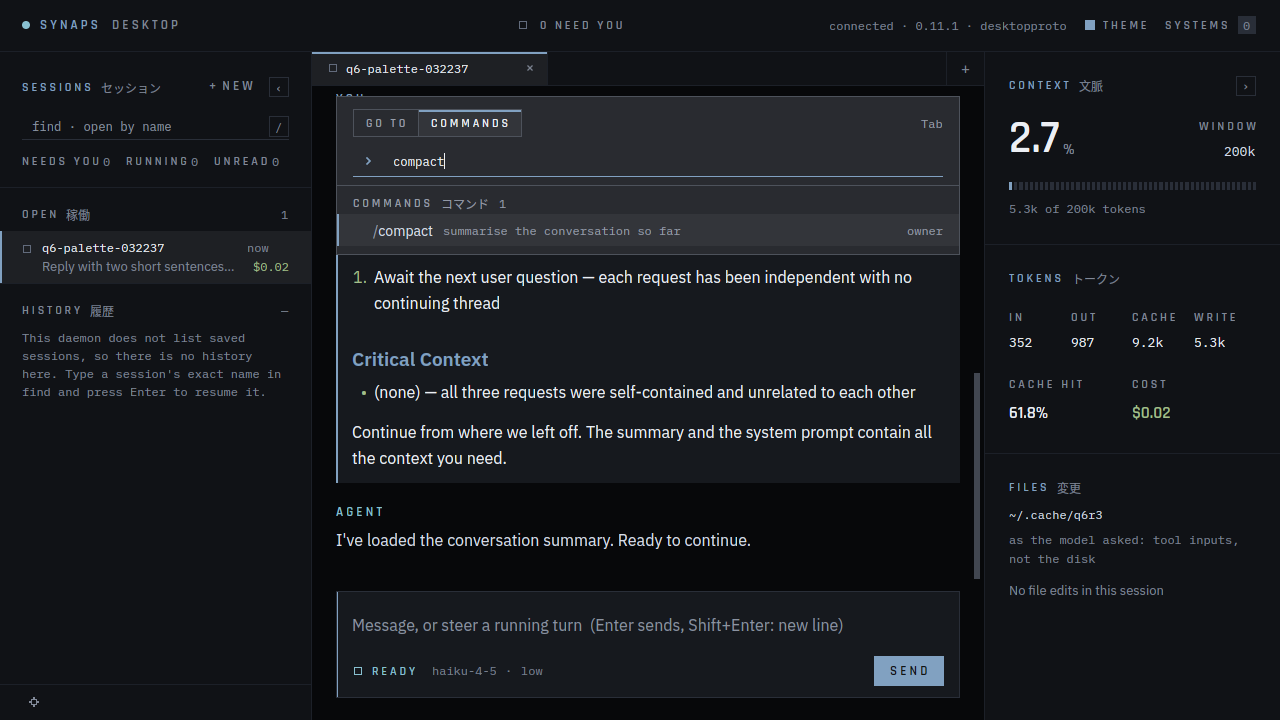 SYNAPS DESKTOP
0 NEED YOU
connected · 0.11.1 · desktopproto
THEME
SYSTEMS 0
SESSIONS セッション
+ NEW
‹
find · open by name
/
NEEDS YOU 0 RUNNING 0 UNREAD 0
OPEN 稼働 1
q6-palette-032237 now
Reply with two short sentences... $0.02
HISTORY 履歴 —
This daemon does not list saved
sessions, so there is no history
here. Type a session's exact name in
find and press Enter to resume it.
q6-palette-032237 ×
+
GO TO COMMANDS Tab
› compact
COMMANDS コマンド 1
/compact summarise the conversation so far owner
1. Await the next user question — each request has been independent with no
continuing thread
Critical Context
• (none) — all three requests were self-contained and unrelated to each other
Continue from where we left off. The summary and the system prompt contain all
the context you need.
AGENT
I've loaded the conversation summary. Ready to continue.
Message, or steer a running turn (Enter sends, Shift+Enter: new line)
READY haiku-4-5 · low
SEND
CONTEXT 文脈
›
2.7 %
WINDOW
200k
5.3k of 200k tokens
TOKENS トークン
IN OUT CACHE WRITE
352 987 9.2k 5.3k
CACHE HIT COST
61.8% $0.02
FILES 変更
~/.cache/q6r3
as the model asked: tool inputs,
not the disk
No file edits in this session